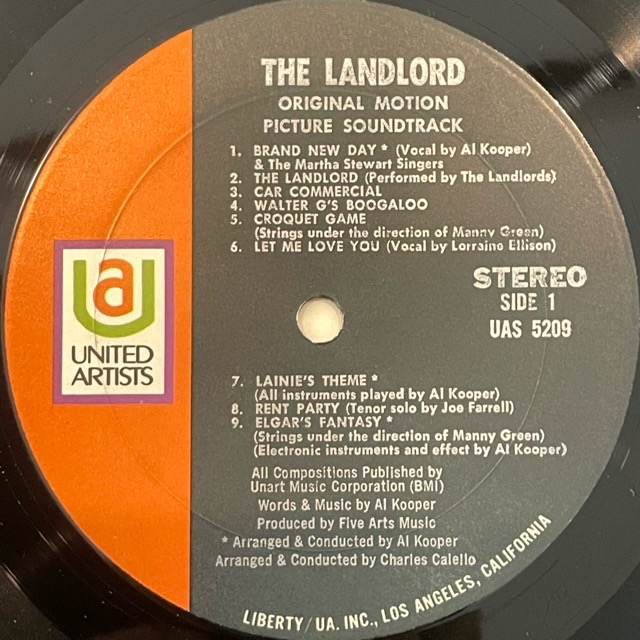 THE LANDLORD
ORIGINAL MOTION
PICTURE SOUNDTRACK
1. BRAND NEW DAY * (Vocal by Al Kooper)
& The Martha Stewart Singers
2. THE LANDLORD (Performed by The Landlords)
3. CAR COMMERCIAL
4. WALTER G'S BOOGALOO
5. CROQUET GAME
(Strings under the direction of Manny Green)
6. LET ME LOVE YOU (Vocal by Lorraine Ellison)
STEREO
SIDE 1
UAS 5209
ua
UNITED
ARTISTS
7. LAINIE'S THEME *
(All instruments played by Al Kooper)
8. RENT PARTY (Tenor solo by Joe Farrell)
9. ELGAR'S FANTASY *
(Strings under the direction of Manny Green)
(Electronic instruments and effect by Al Kooper)
All Compositions Published by
Unart Music Corporation (BMI)
Words & Music by Al Kooper
Produced by Five Arts Music
* Arranged & Conducted by Al Kooper
Arranged & Conducted by Charles Calello
LIBERTY/UA. INC., LOS ANGELES, CALIFORNIA